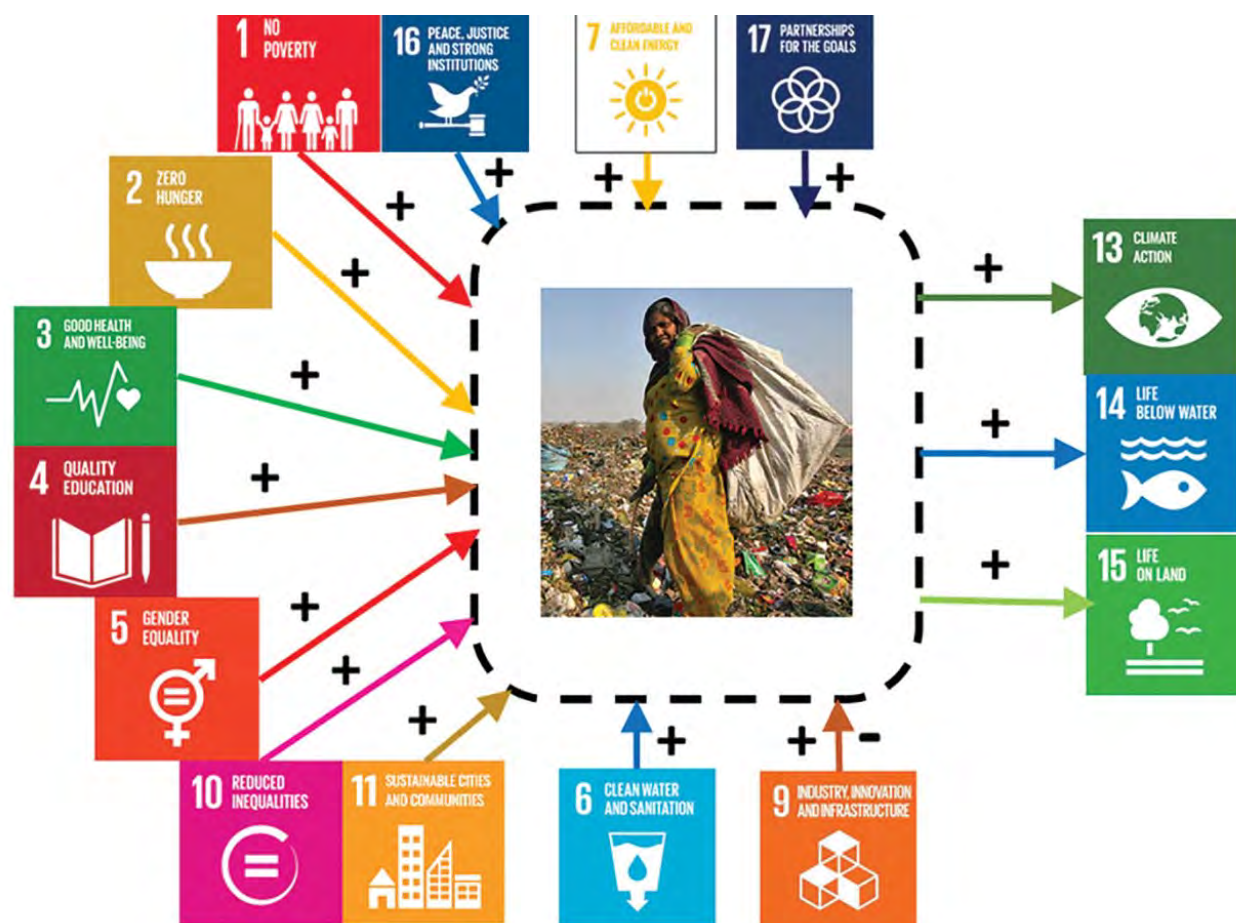 1 NO
POVERTY
16 PEACE, JUSTICE
AND STRONG
INSTITUTIONS
7 AFFORDABLE AND
CLEAN ENERGY
17 PARTNERSHIPS
FOR THE GOALS
+
+
+
+
2 ZERO
HUNGER
+
3 GOOD HEALTH
AND WELL-BEING
+
4 QUALITY
EDUCATION
+
5 GENDER
EQUALITY
+
10 REDUCED
INEQUALITIES
+
11 SUSTAINABLE CITIES
AND COMMUNITIES
+
6 CLEAN WATER
AND SANITATION
+
9 INDUSTRY, INNOVATION
AND INFRASTRUCTURE
+ -
13 CLIMATE
ACTION
+
14 LIFE
BELOW WATER
+
15 LIFE
ON LAND
+